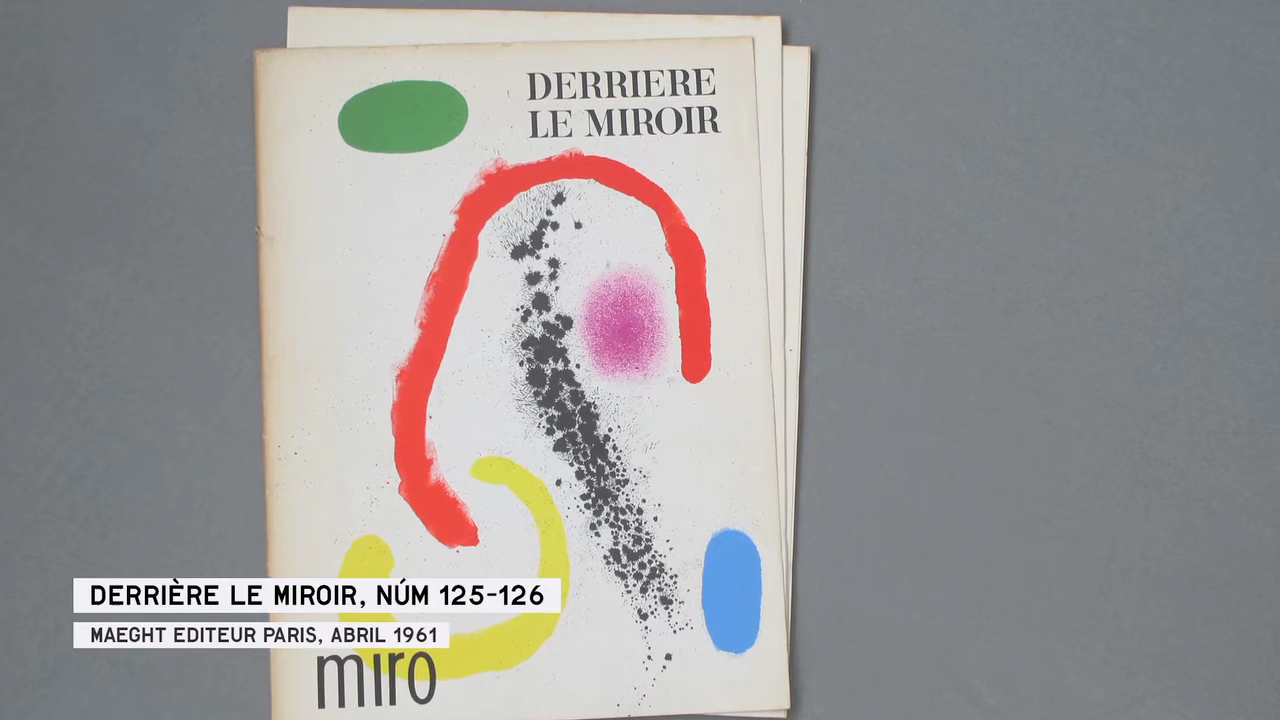 DERRIERE
LE MIROIR
DERRIÈRE LE MIROIR, NÚM 125-126
MAEGHT EDITEUR PARIS, ABRIL 1961
miro